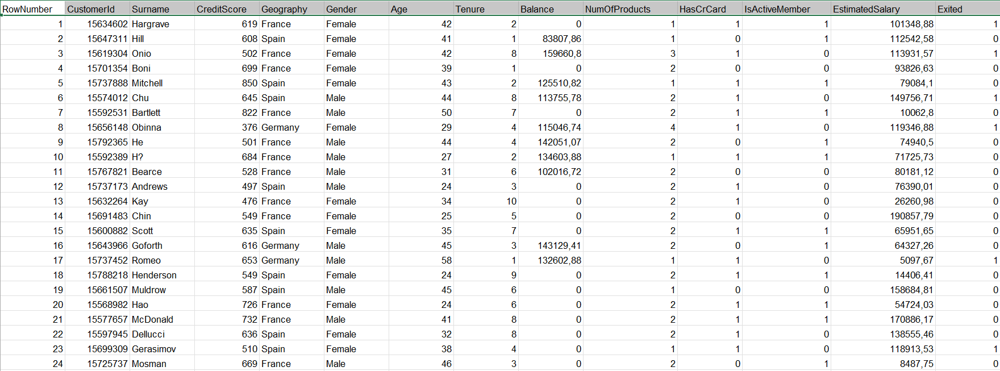 RowNumber CustomerId Surname CreditScore Geography Gender Age Tenure Balance NumOfProducts HasCrCard IsActiveMember EstimatedSalary Exited
1 15634602 Hargrave 619 France Female 42 2 0 1 1 1 101348,88 1
2 15647311 Hill 608 Spain Female 41 1 83807,86 1 0 1 112542,58 0
3 15619304 Onio 502 France Female 42 8 159660,8 3 1 0 113931,57 1
4 15701354 Boni 699 France Female 39 1 0 2 0 0 93826,63 0
5 15737888 Mitchell 850 Spain Female 43 2 125510,82 1 1 1 79084,1 0
6 15574012 Chu 645 Spain Male 44 8 113755,78 2 1 0 149756,71 1
7 15592531 Bartlett 822 France Male 50 7 0 2 1 1 10062,8 0
8 15656148 Obinna 376 Germany Female 29 4 115046,74 4 1 0 119346,88 1
9 15792365 He 501 France Male 44 4 142051,07 2 0 1 74940,5 0
10 15592389 H? 684 France Male 27 2 134603,88 1 1 1 71725,73 0
11 15767821 Bearce 528 France Male 31 6 102016,72 2 0 0 80181,12 0
12 15737173 Andrews 497 Spain Male 24 3 0 2 1 0 76390,01 0
13 15632264 Kay 476 France Female 34 10 0 2 1 0 26260,98 0
14 15691483 Chin 549 France Female 25 5 0 2 0 0 190857,79 0
15 15600882 Scott 635 Spain Female 35 7 0 2 1 1 65951,65 0
16 15643966 Goforth 616 Germany Male 45 3 143129,41 2 0 1 64327,26 0
17 15737452 Romeo 653 Germany Male 58 1 132602,88 1 1 0 5097,67 1
18 15788218 Henderson 549 Spain Female 24 9 0 2 1 1 14406,41 0
19 15661507 Muldrow 587 Spain Male 45 6 0 1 0 0 158684,81 0
20 15568982 Hao 726 France Female 24 6 0 2 1 1 54724,03 0
21 15577657 McDonald 732 France Male 41 8 0 2 1 1 170886,17 0
22 15597945 Dellucci 636 Spain Female 32 8 0 2 1 0 138555,46 0
23 15699309 Gerasimov 510 Spain Female 38 4 0 1 1 0 118913,53 1
24 15725737 Mosman 669 France Male 46 3 0 2 0 1 8487,75 0